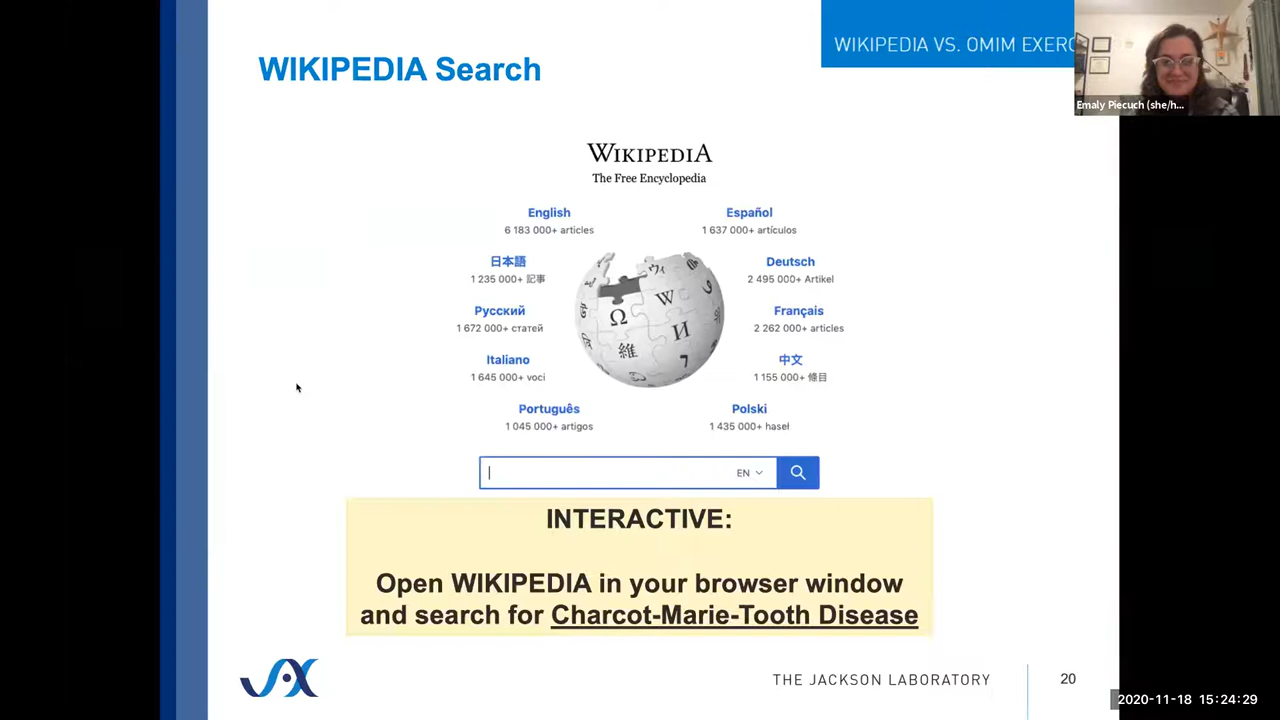 WIKIPEDIA VS. OMIM EXERC
WIKIPEDIA Search
Emaly Piecuch (she/h...
WIKIPEDIA
The Free Encyclopedia
English
6 183 000+ articles
Español
1 637 000+ artículos
日本語
1 235 000+ 記事
Deutsch
2 495 000+ Artikel
Русский
1 672 000+ статей
Français
2 262 000+ articles
Italiano
1 645 000+ voci
中文
1 155 000+ 條目
Português
1 045 000+ artigos
Polski
1 435 000+ haseł
Ω
W
И
維
EN
INTERACTIVE:
Open WIKIPEDIA in your browser window
and search for Charcot-Marie-Tooth Disease
JAX
THE JACKSON LABORATORY
20
2020-11-18 15:24:29